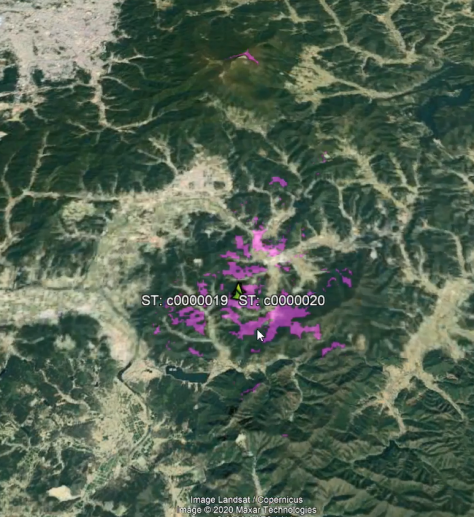 ST: c0000019 ST: c0000020
Image Landsat / Copernicus
Image © 2020 Maxar Technologies